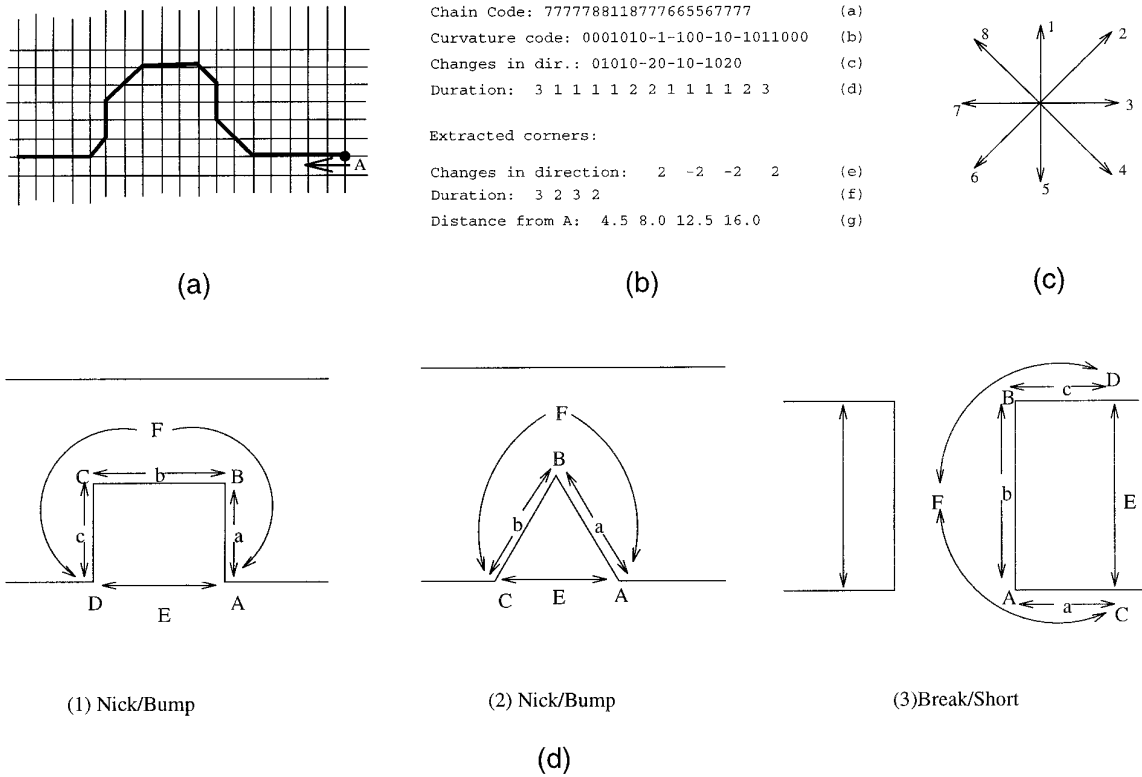 A
(a)
Chain Code: 7777788118777665567777 (a)
Curvature code: 0001010-1-100-10-1011000 (b)
Changes in dir.: 01010-20-10-1020 (c)
Duration: 3 1 1 1 1 2 2 1 1 1 1 2 3 (d)
Extracted corners:
Changes in direction: 2 -2 -2 2 (e)
Duration: 3 2 3 2 (f)
Distance from A: 4.5 8.0 12.5 16.0 (g)
(b)
1
8 2
7 3
6 4
5
(c)
F
C b B
c a
D E A
(1) Nick/Bump
F
B
b a
C E A
(2) Nick/Bump
D
B c
F b E
A a C
(3)Break/Short
(d)